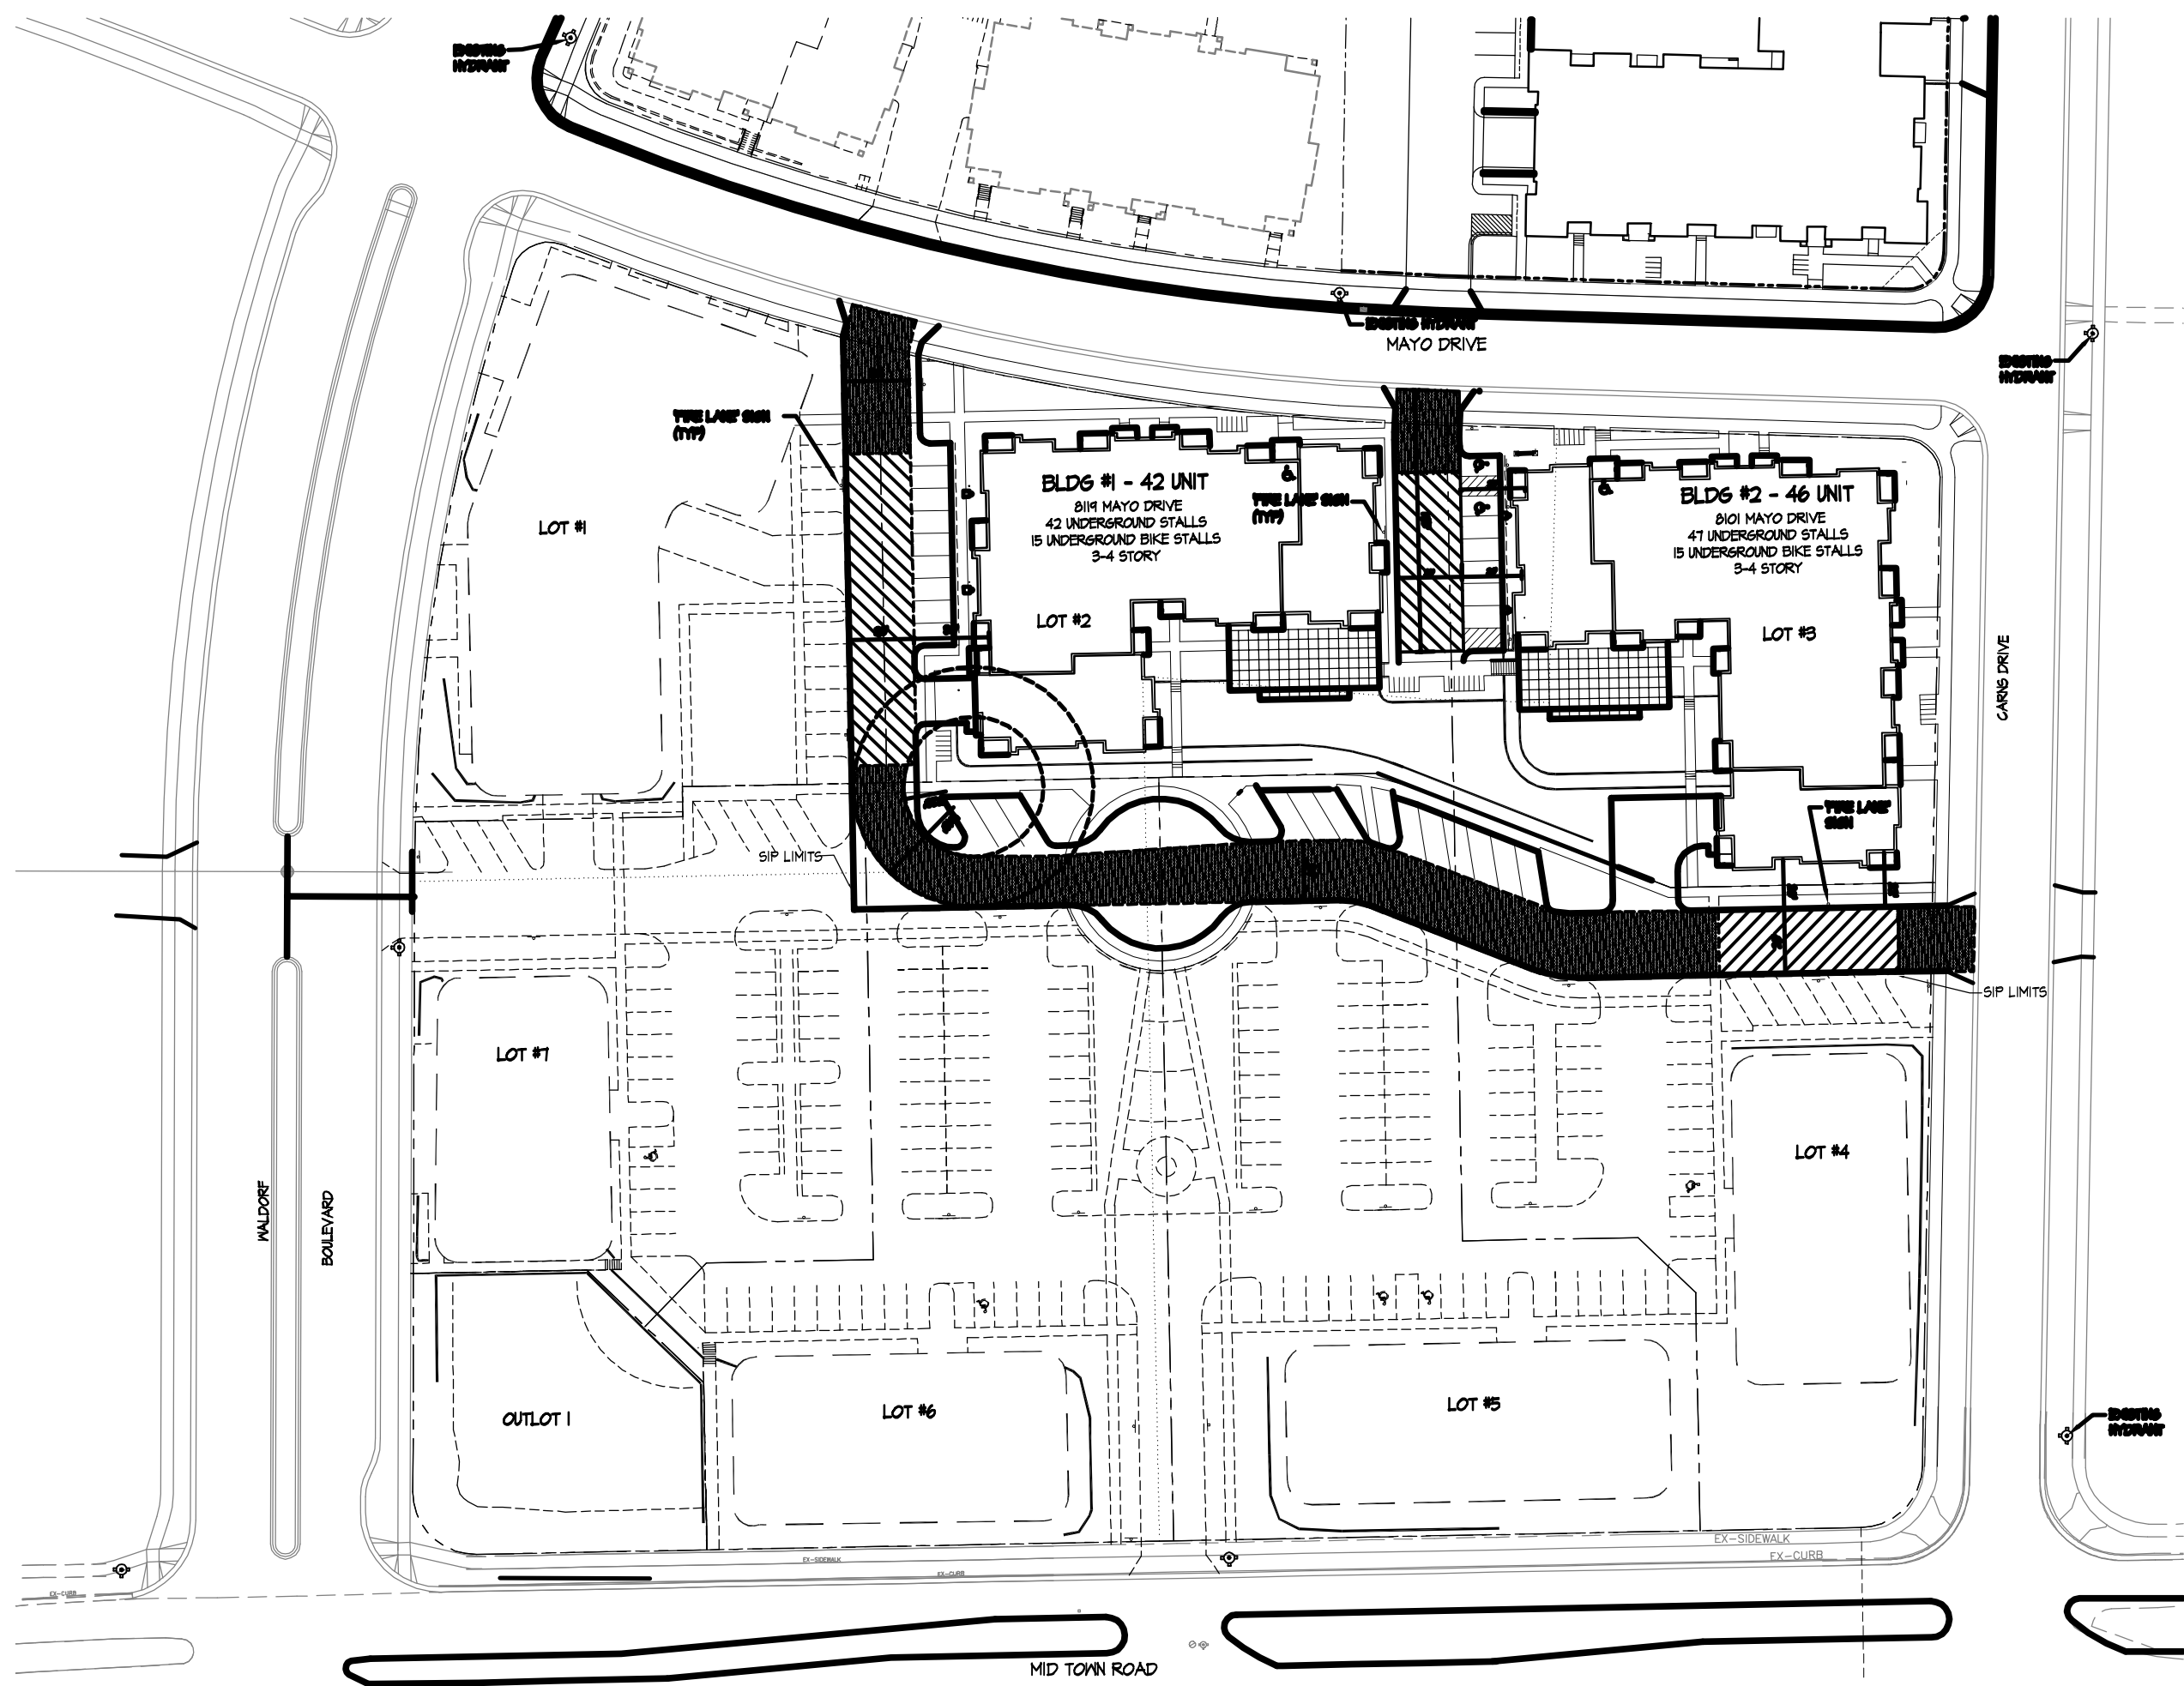 EXISTING
HYDRANT
EXISTING HYDRANT
MAYO DRIVE
EXISTING
HYDRANT
"FIRE LANE" SIGN
(TYP)
BLDG #1 - 42 UNIT
8119 MAYO DRIVE
42 UNDERGROUND STALLS
15 UNDERGROUND BIKE STALLS
3-4 STORY
"FIRE LANE" SIGN
(TYP)
BLDG #2 - 46 UNIT
8101 MAYO DRIVE
47 UNDERGROUND STALLS
15 UNDERGROUND BIKE STALLS
3-4 STORY
LOT #1
LOT #2
LOT #3
CARNS DRIVE
"FIRE LANE"
SIGN
SIP LIMITS
SIP LIMITS
LOT #7
LOT #4
WALDORF
BOULEVARD
OUTLOT 1
LOT #6
LOT #5
EXISTING
HYDRANT
EX-SIDEWALK
EX-CURB
EX-SIDEWALK
EX-CURB
EX-CURB
MID TOWN ROAD